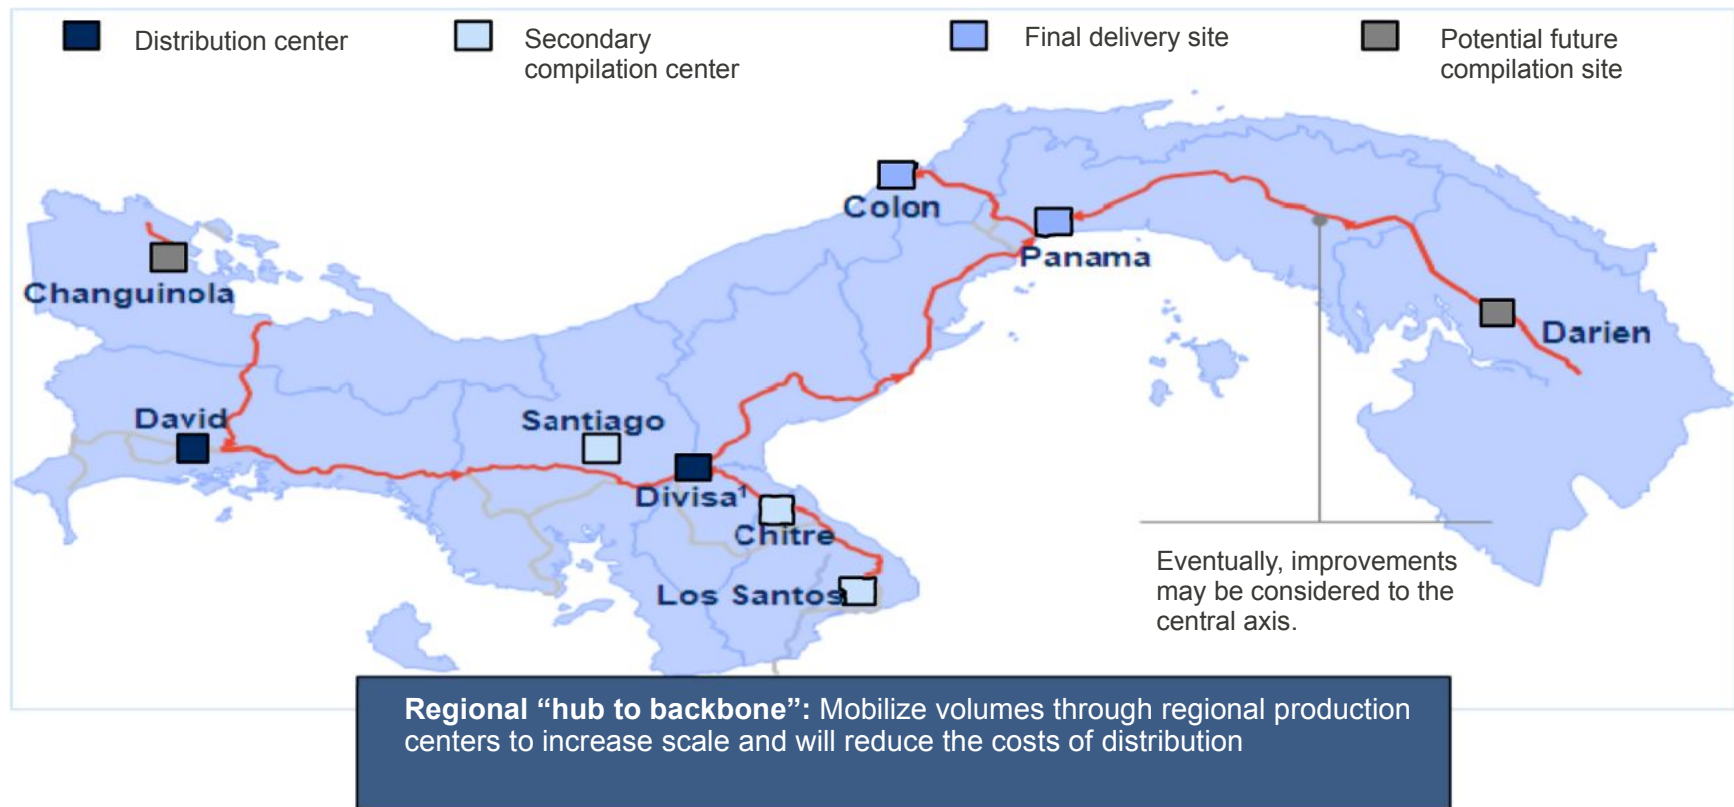 Distribution center
Secondary
compilation center
Final delivery site
Potential future
compilation site
Colon
Panama
Changuinola
Darien
David
Santiago
Divisa¹
Chitre
Los Santos
Eventually, improvements
may be considered to the
central axis.
Regional “hub to backbone”: Mobilize volumes through regional production
centers to increase scale and will reduce the costs of distribution